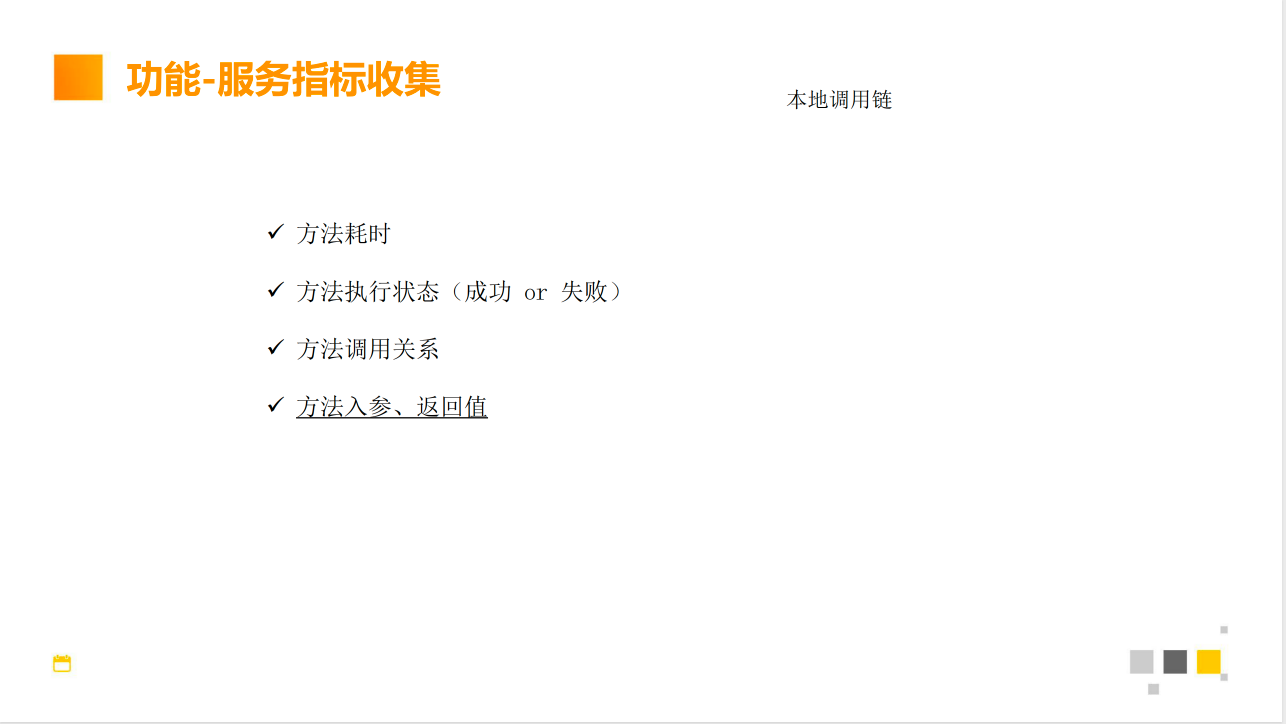 功能-服务指标收集
本地调用链
方法耗时
方法执行状态（成功 or 失败）
方法调用关系
方法入参、返回值